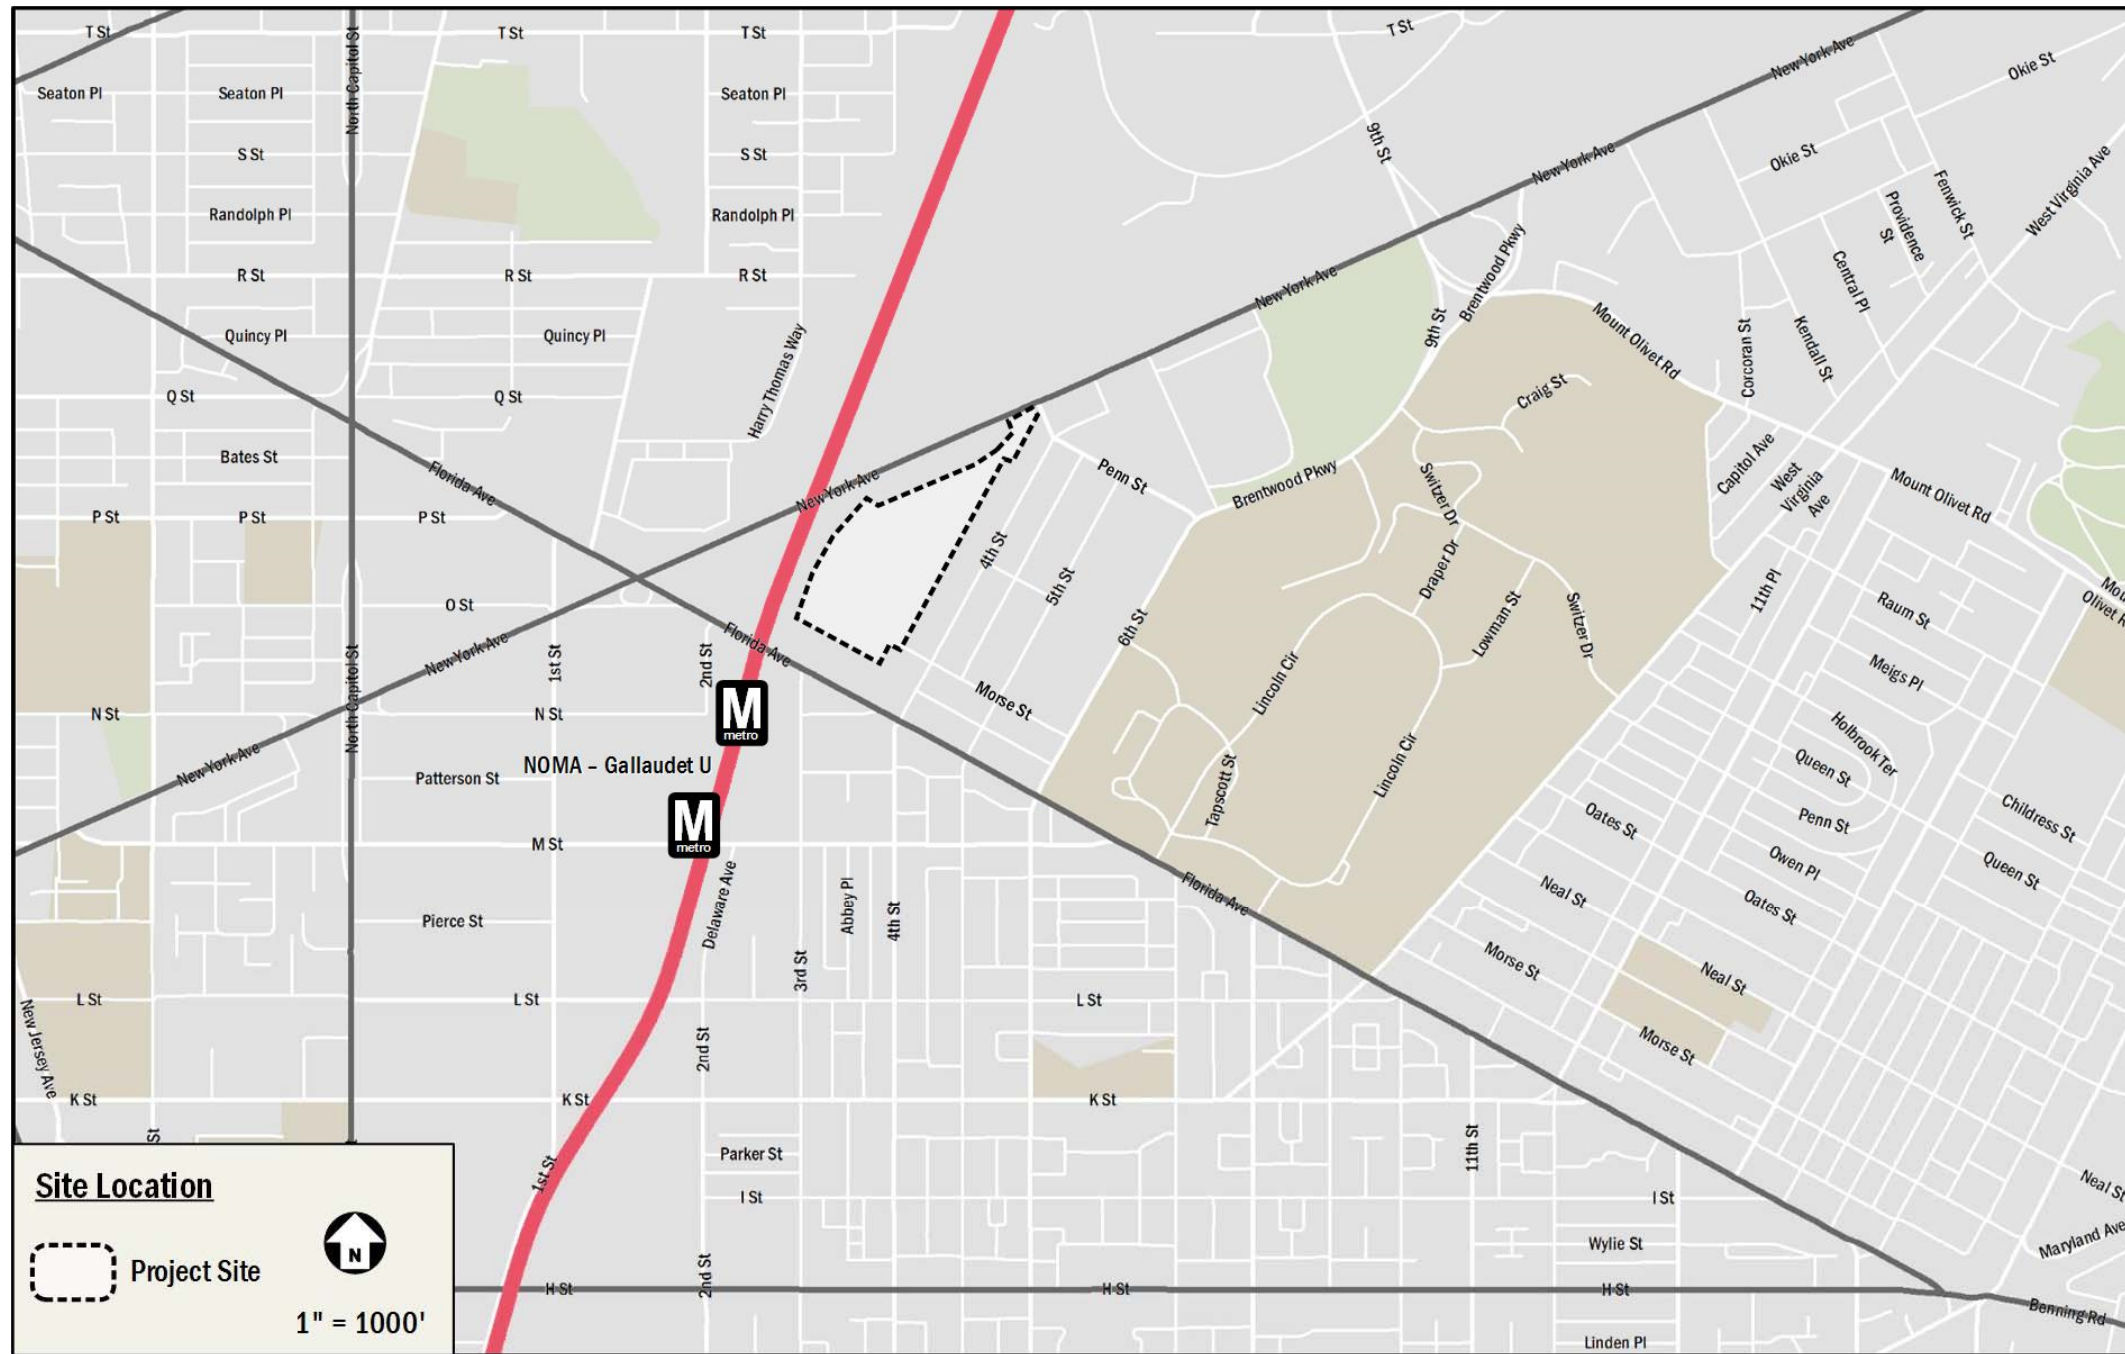 T St
T St
T St
T St
New York Ave
Okie St
North Capitol St
Seaton Pl
Seaton Pl
Seaton Pl
9th St
S St
S St
New York Ave
Okie St
Fenwick St
West Virginia Ave
Randolph Pl
Randolph Pl
Providence
St
R St
R St
R St
New York Ave
Brentwood Pkwy
Central Pl
Quincy Pl
Quincy Pl
Harry Thomas Way
9th St
Mount Olivet Rd
Corcoran St
Kendall St
Q St
Q St
Craig St
Bates St
Florida Ave
New York Ave
Penn St
Brentwood Pkwy
Switzer Dr
Capitol Ave
West
Virginia
Ave
Mount Olivet Rd
P St
P St
P St
4th St
5th St
Draper Dr
11th Pl
O St
6th St
Lowman St
Switzer Dr
Raum St
Olivet R
New York Ave
Florida Ave
1st St
2nd St
North Capitol St
Lincoln Cir
Meigs Pl
N St
N St
M
metro
Morse St
Holbrook Ter
New York Ave
Patterson St
NOMA – Gallaudet U
Tapscott St
Lincoln Cir
Queen St
M St
M
metro
Oates St
Penn St
Childress St
Owen Pl
Queen St
Pierce St
Delaware Ave
Abbey Pl
4th St
Florida Ave
Neal St
Oates St
3rd St
Morse St
Neal St
L St
L St
L St
New Jersey Ave
2nd St
Morse St
K St
K St
K St
St
Parker St
11th St
1st St
I St
I St
Neal St
Wylie St
Maryland Ave
2nd St
H St
H St
H St
Benning Rd
Linden Pl
Site Location
N
Project Site
1" = 1000'